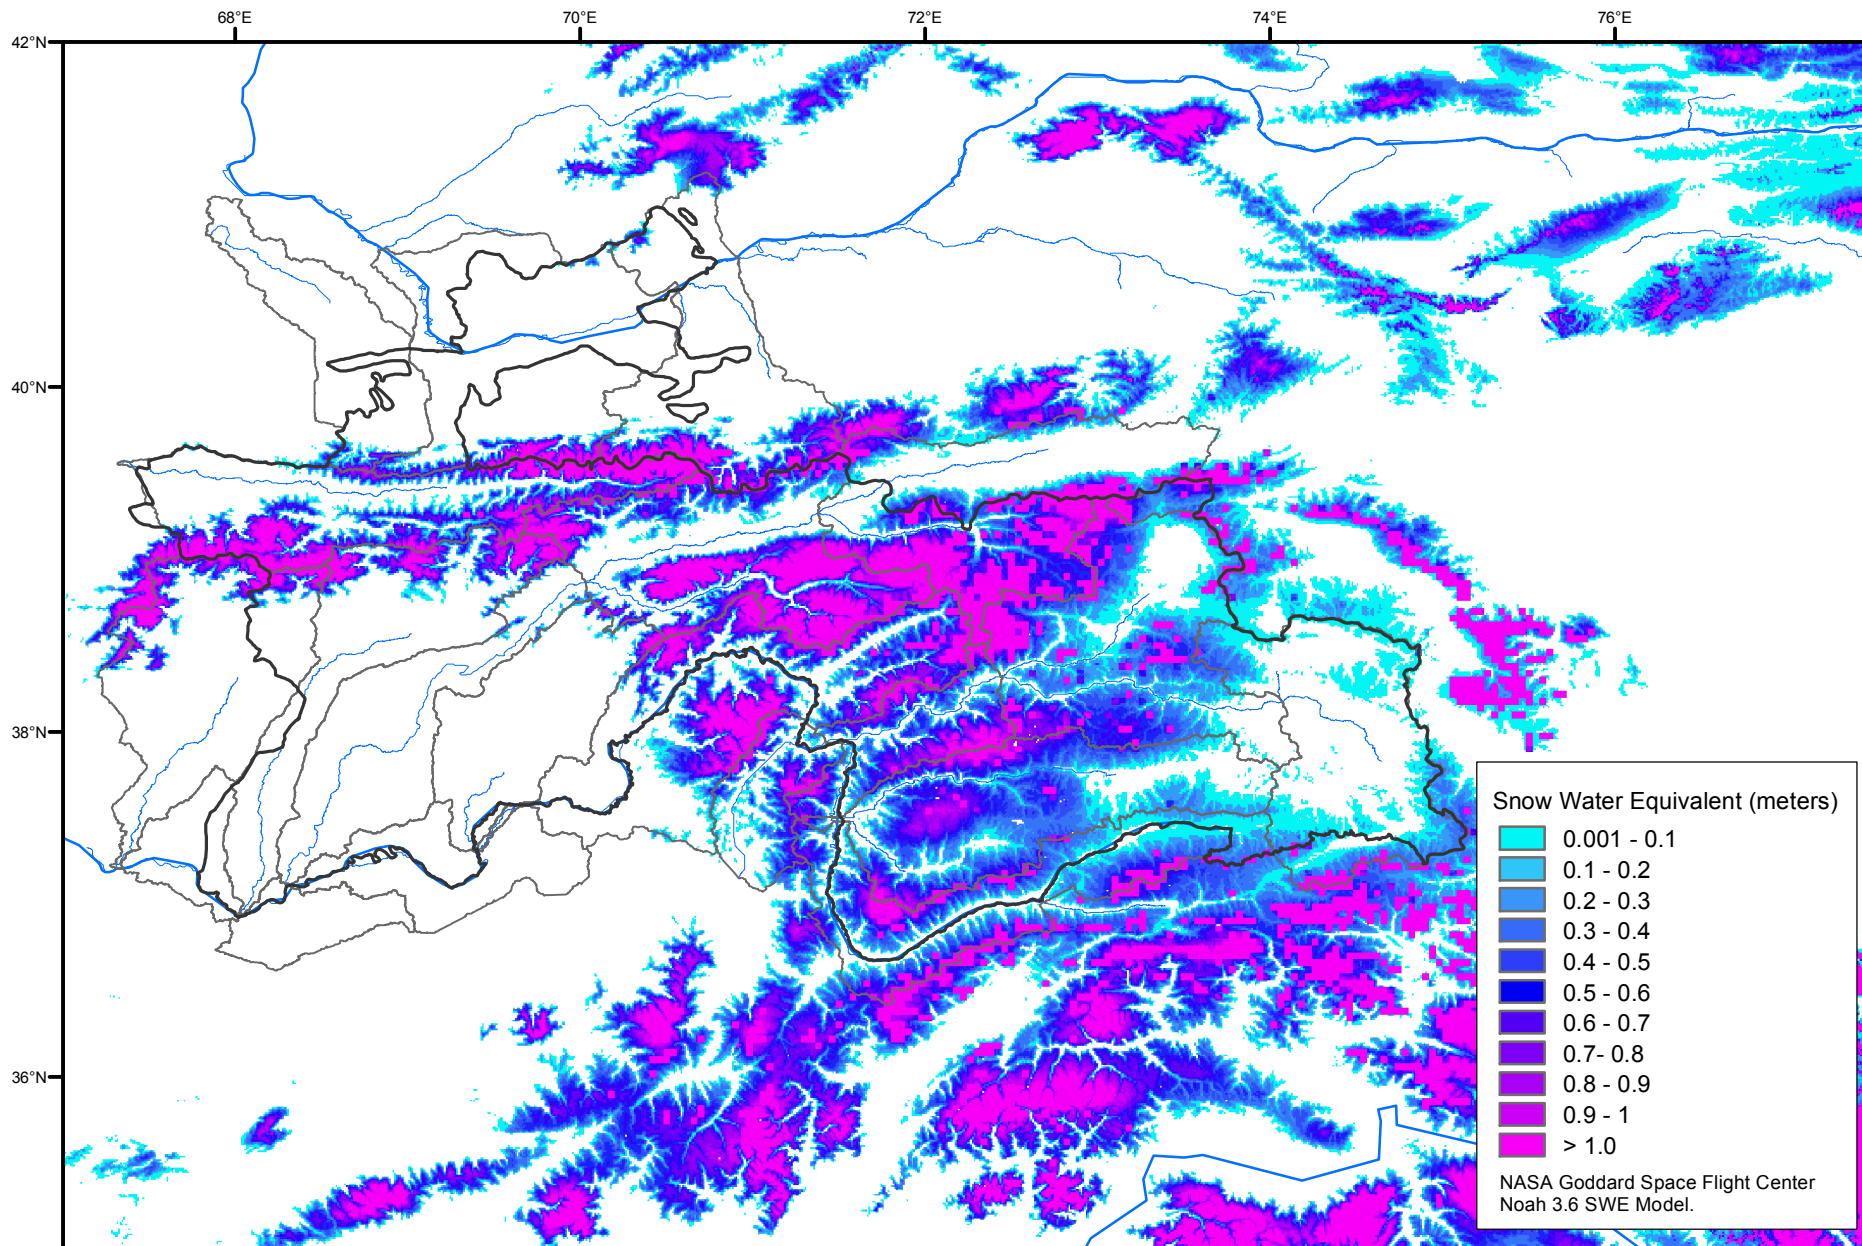 68°E 70°E 72°E 74°E 76°E
42°N
40°N
38°N
36°N
Snow Water Equivalent (meters)
0.001 - 0.1
0.1 - 0.2
0.2 - 0.3
0.3 - 0.4
0.4 - 0.5
0.5 - 0.6
0.6 - 0.7
0.7- 0.8
0.8 - 0.9
0.9 - 1
> 1.0
NASA Goddard Space Flight Center
Noah 3.6 SWE Model.